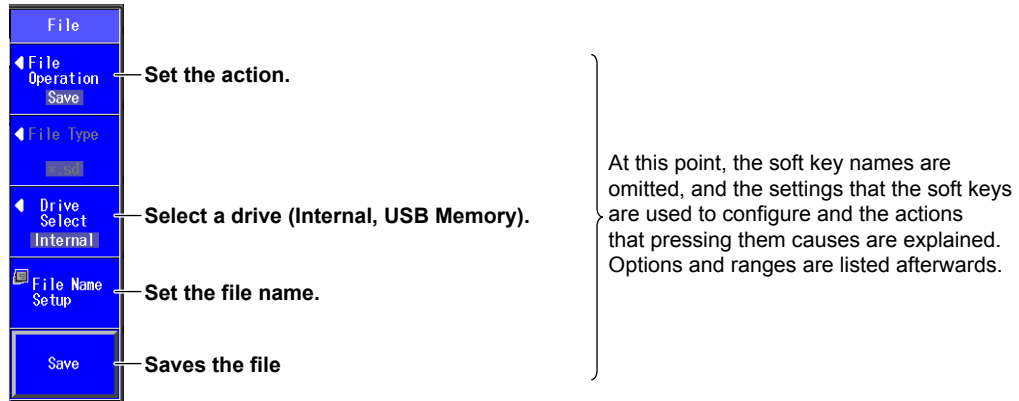 File
File
Operation
Save
Set the action.
File Type
*.sd
Drive
Select
Internal
Select a drive (Internal, USB Memory).
File Name
Setup
Set the file name.
Save
Saves the file
At this point, the soft key names are
omitted, and the settings that the soft keys
are used to configure and the actions
that pressing them causes are explained.
Options and ranges are listed afterwards.